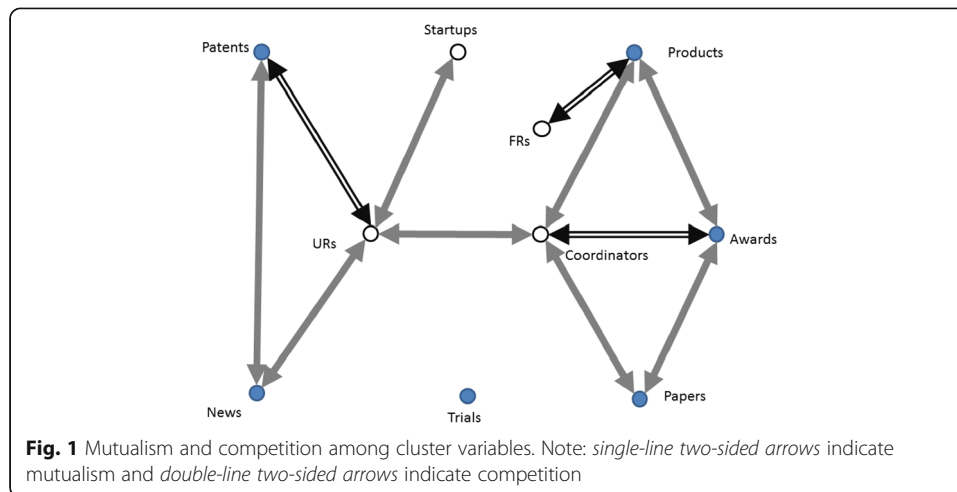 Startups
Patents
Products
FRs
URs
Coordinators
Awards
News
Trials
Papers
Fig. 1 Mutualism and competition among cluster variables. Note: single-line two-sided arrows indicate
mutualism and double-line two-sided arrows indicate competition